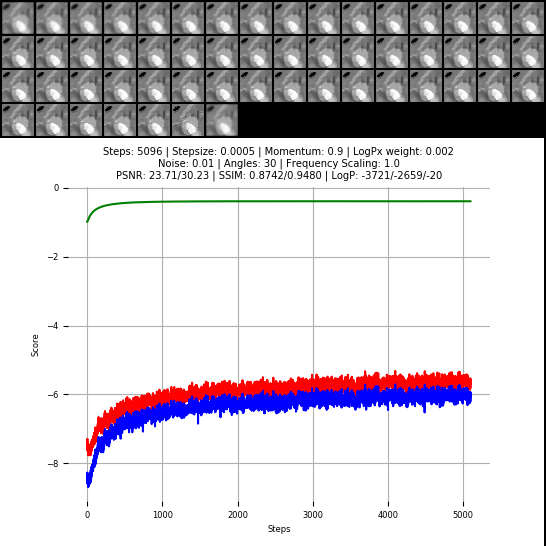 Steps: 5096 | Stepsize: 0.0005 | Momentum: 0.9 | LogPx weight: 0.002
Noise: 0.01 | Angles: 30 | Frequency Scaling: 1.0
PSNR: 23.71/30.23 | SSIM: 0.8742/0.9480 | LogP: -3721/-2659/-20
0
−2
−4
−6
−8
Score
0 1000 2000 3000 4000 5000
Steps